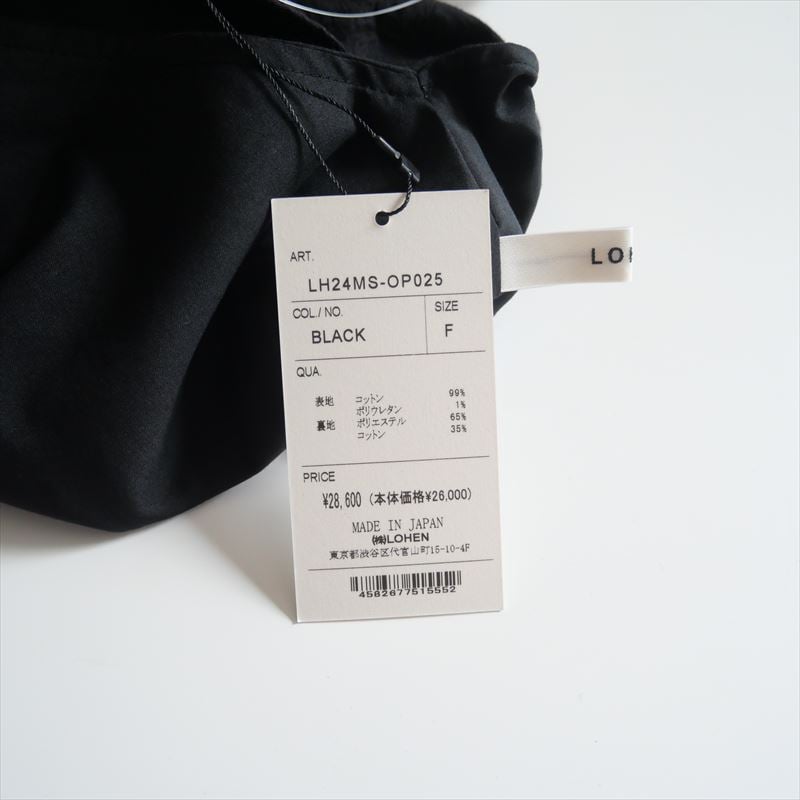 ART.
LH24MS-OP025
COL./NO.
BLACK
SIZE
F
QUA.
表地 コットン 99%
ポリウレタン 1%
裏地 ポリエステル 65%
コットン 35%
PRICE
¥28,600 (本体価格¥26,000)
MADE IN JAPAN
㈱LOHEN
東京都渋谷区代官山町15-10-4F
4582677515552